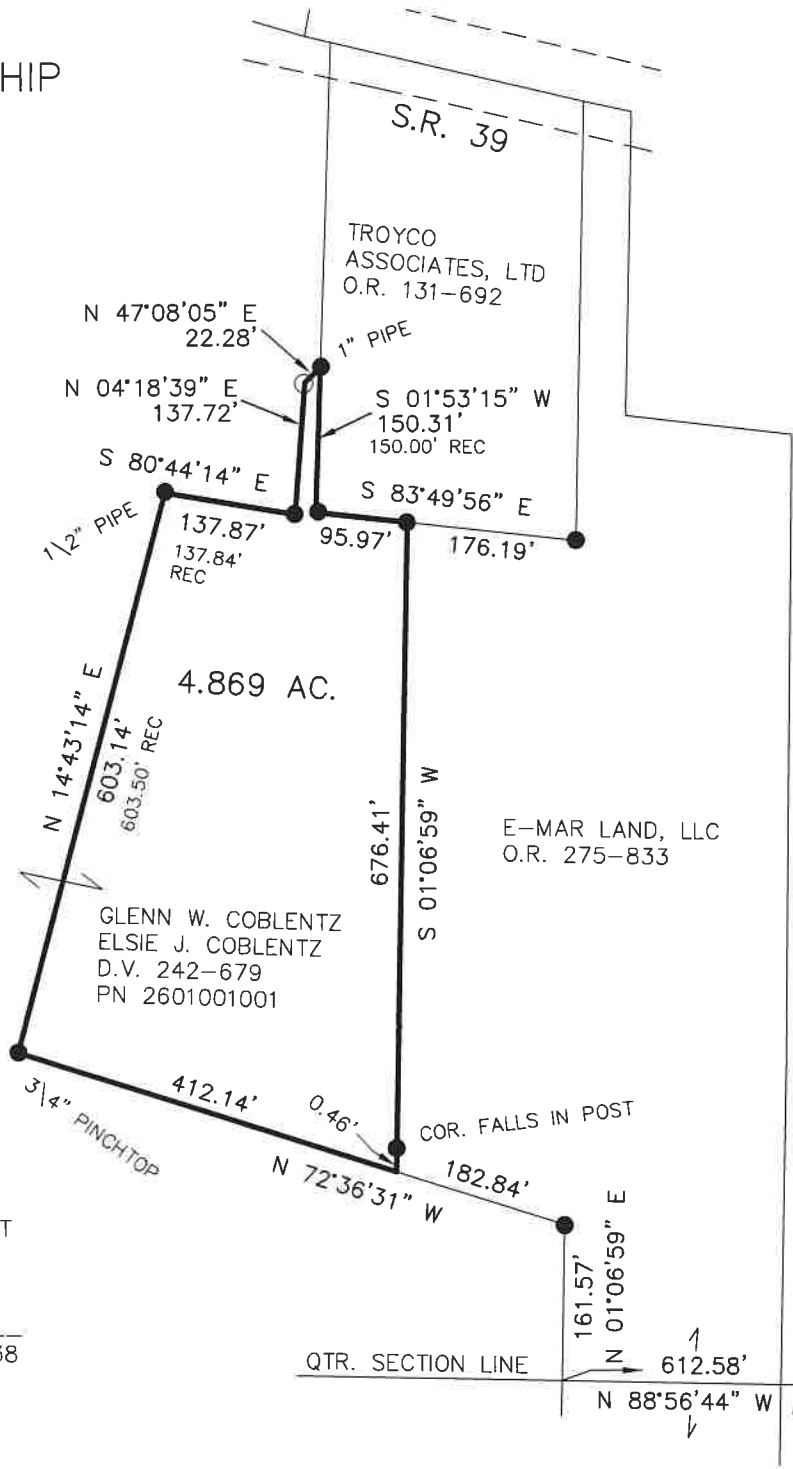 HIP
S.R. 39
TROYCO
ASSOCIATES, LTD
O.R. 131-692
N 47°08'05" E
22.28'
1" PIPE
N 04°18'39" E
137.72'
S 01°53'15" W
150.31'
150.00' REC
S 80°44'14" E
S 83°49'56" E
1\2" PIPE
137.87'
137.84'
REC
95.97'
176.19'
4.869 AC.
N 14°43'14" E
603.14'
603.50' REC
676.41'
S 01°06'59" W
E-MAR LAND, LLC
O.R. 275-833
GLENN W. COBLENTZ
ELSIE J. COBLENTZ
D.V. 242-679
PN 2601001001
3\4" PINCHTOP
412.14'
0.46'
COR. FALLS IN POST
N 72°36'31" W
182.84'
T
161.57'
N 01°06'59" E
QTR. SECTION LINE
612.58'
N 88°56'44" W